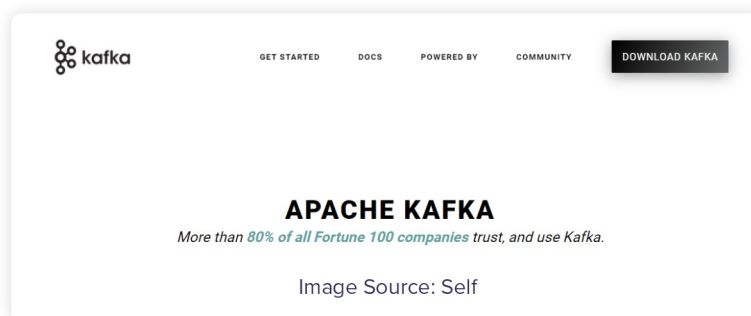 kafka
GET STARTED DOCS POWERED BY COMMUNITY DOWNLOAD KAFKA
APACHE KAFKA
More than 80% of all Fortune 100 companies trust, and use Kafka.
Image Source: Self